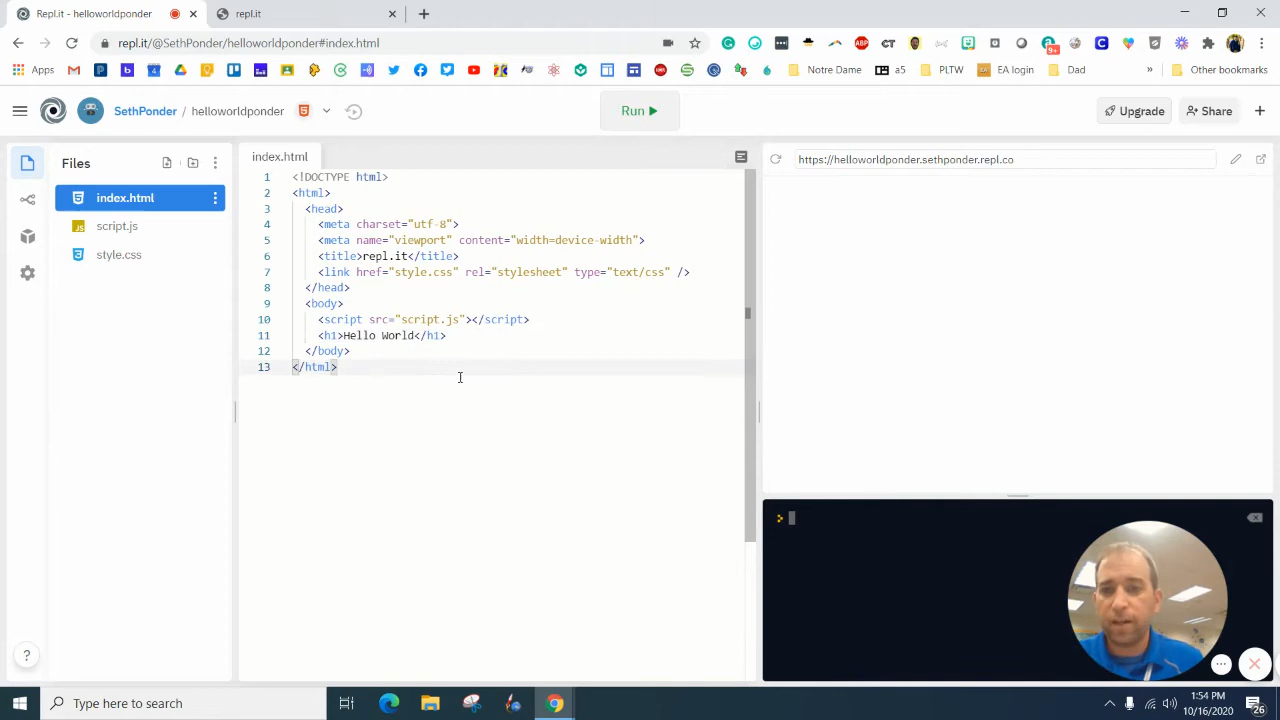 Repl.it - helloworldponder
repl.it
repl.it/@SethPonder/helloworldponder#index.html
Apps
Notre Dame
a5
PLTW
EA login
Dad
»
Other bookmarks
SethPonder / helloworldponder
Run
Upgrade
Share
Files
index.html
script.js
style.css
index.html
1 <!DOCTYPE html>
2 <html>
3 <head>
4 <meta charset="utf-8">
5 <meta name="viewport" content="width=device-width">
6 <title>repl.it</title>
7 <link href="style.css" rel="stylesheet" type="text/css" />
8 </head>
9 <body>
10 <script src="script.js"></script>
11 <h1>Hello World</h1>
12 </body>
13 </html>
https://helloworldponder.sethponder.repl.co
>
?
Type here to search
1:54 PM
10/16/2020
26